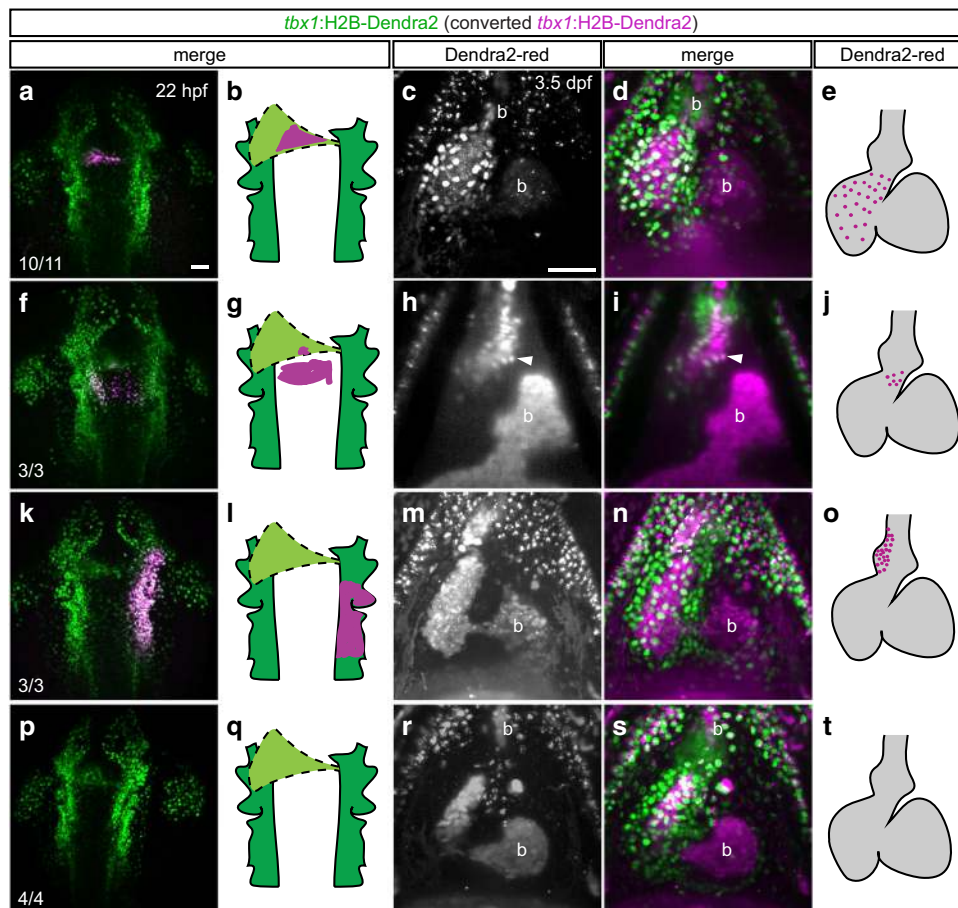 tbx1:H2B-Dendra2 (converted tbx1:H2B-Dendra2)
merge Dendra2-red merge Dendra2-red
a 22 hpf b c 3.5 dpf d b e
b
b b
10/11
f g h i j
b b
3/3
k l m n o
b b
3/3
p q r b s b t
b b
4/4